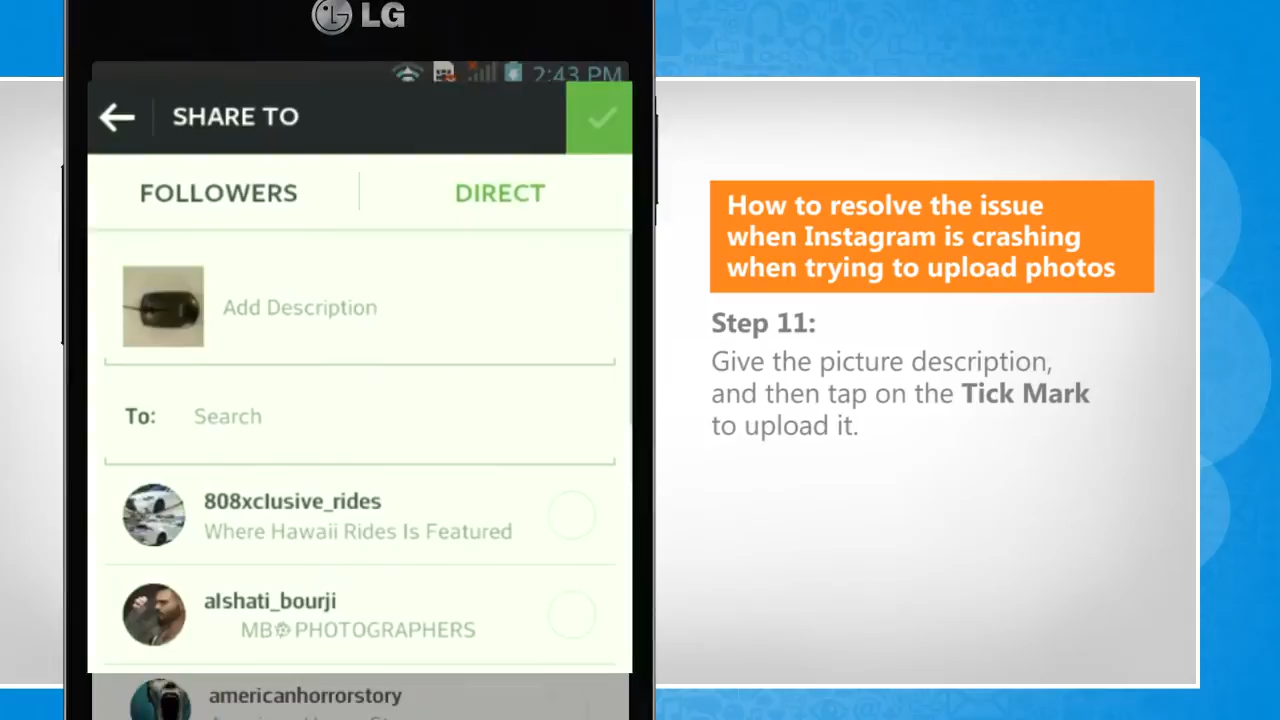 LG
2:43 PM
SHARE TO
FOLLOWERS
DIRECT
Add Description
To:
Search
808xclusive_rides
Where Hawaii Rides Is Featured
alshati_bourji
MB PHOTOGRAPHERS
americanhorrorstory
How to resolve the issue
when Instagram is crashing
when trying to upload photos
Step 11:
Give the picture description,
and then tap on the Tick Mark
to upload it.